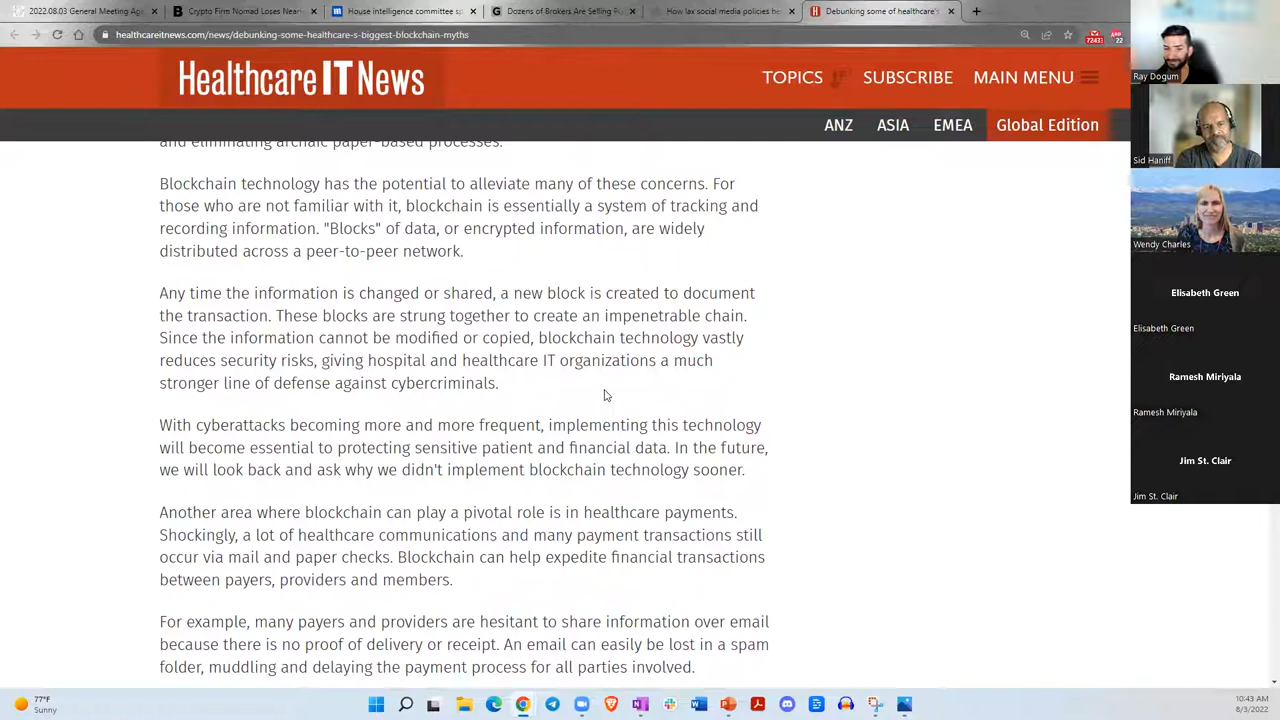 2022.08.03 General Meeting Age
Crypto Firm Nomad Loses Near
House intelligence committee sp
Dozens of Brokers Are Selling Pu
How lax social media policies he
Debunking some of healthcare's
healthcareitnews.com/news/debunking-some-healthcare-s-biggest-blockchain-myths
Healthcare IT News
TOPICS
SUBSCRIBE
MAIN MENU
ANZ
ASIA
EMEA
Global Edition
and eliminating archaic paper-based processes.
Blockchain technology has the potential to alleviate many of these concerns. For
those who are not familiar with it, blockchain is essentially a system of tracking and
recording information. "Blocks" of data, or encrypted information, are widely
distributed across a peer-to-peer network.
Any time the information is changed or shared, a new block is created to document
the transaction. These blocks are strung together to create an impenetrable chain.
Since the information cannot be modified or copied, blockchain technology vastly
reduces security risks, giving hospital and healthcare IT organizations a much
stronger line of defense against cybercriminals.
With cyberattacks becoming more and more frequent, implementing this technology
will become essential to protecting sensitive patient and financial data. In the future,
we will look back and ask why we didn't implement blockchain technology sooner.
Another area where blockchain can play a pivotal role is in healthcare payments.
Shockingly, a lot of healthcare communications and many payment transactions still
occur via mail and paper checks. Blockchain can help expedite financial transactions
between payers, providers and members.
For example, many payers and providers are hesitant to share information over email
because there is no proof of delivery or receipt. An email can easily be lost in a spam
folder, muddling and delaying the payment process for all parties involved.
Ray Dogum
Sid Haniff
Wendy Charles
Elisabeth Green
Elisabeth Green
Ramesh Miriyala
Ramesh Miriyala
Jim St. Clair
Jim St. Clair
77°F
Sunny
10:43 AM
8/3/2022